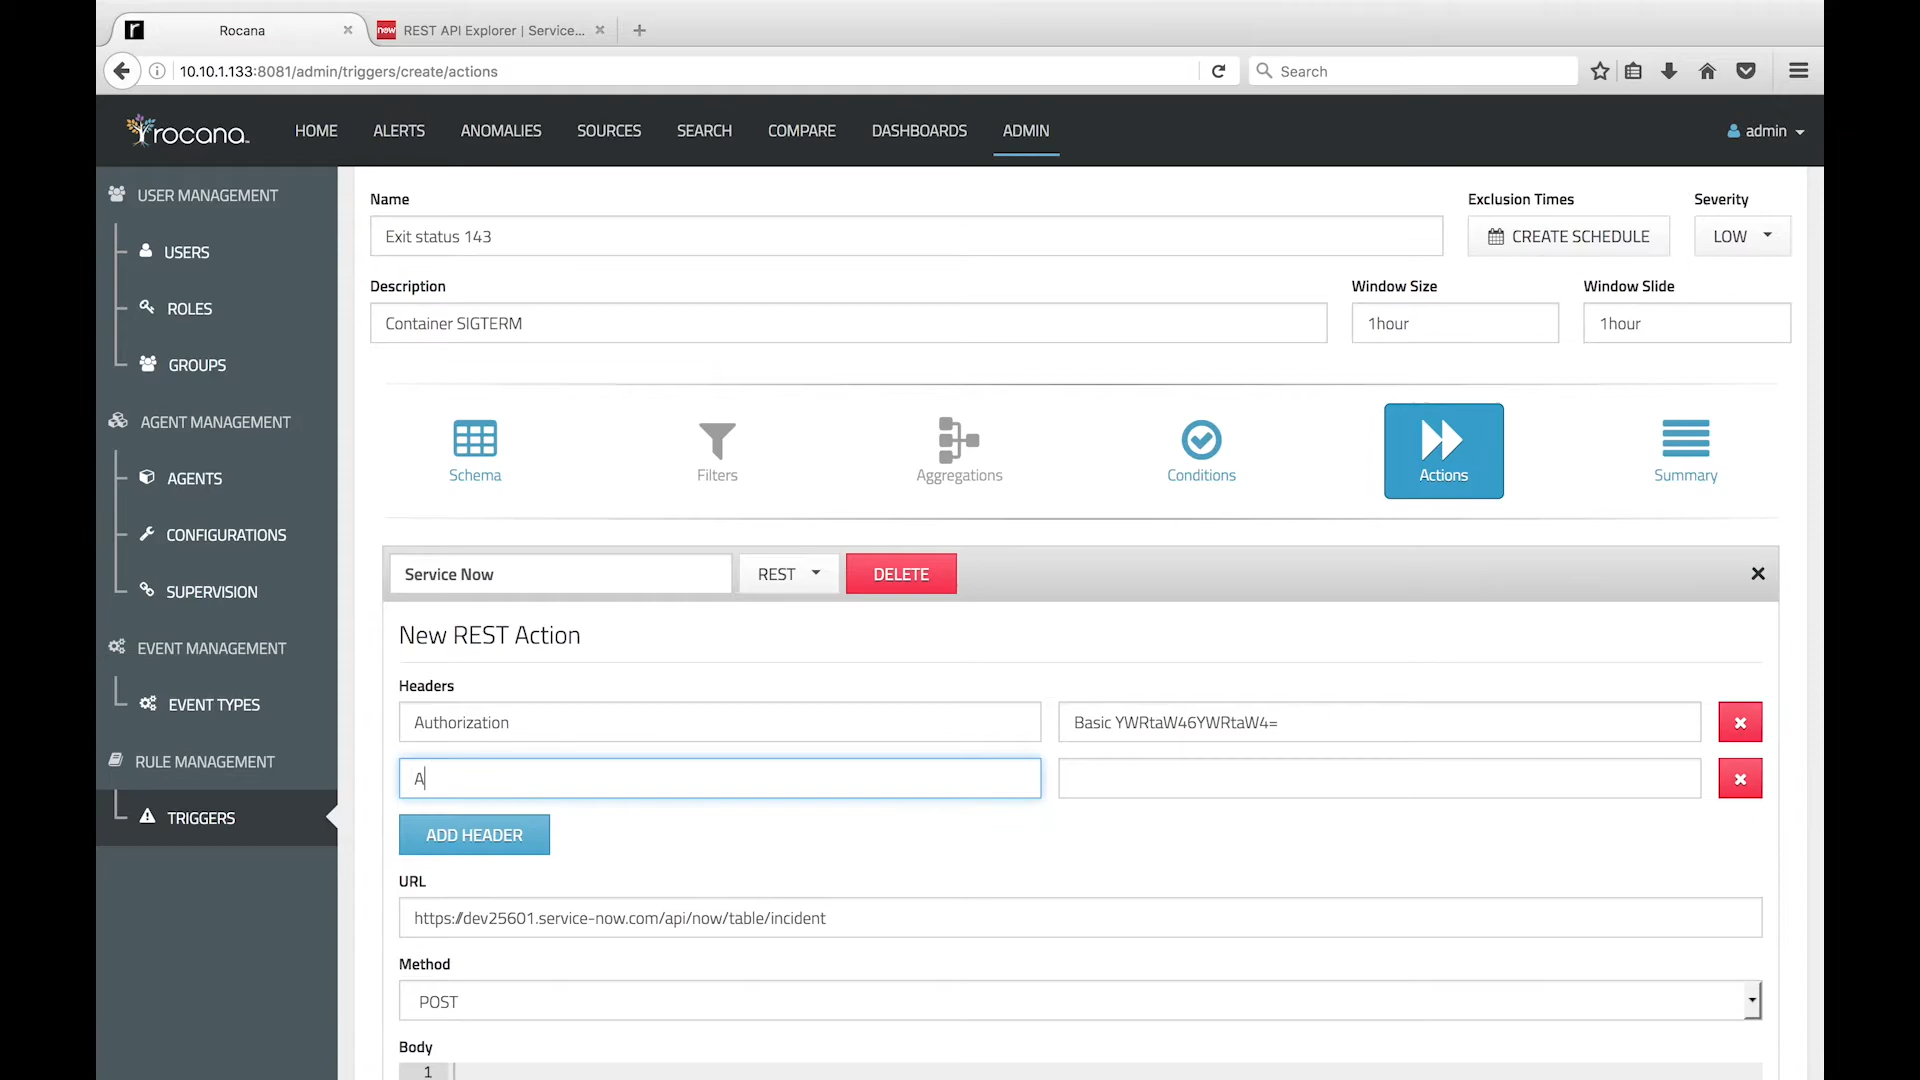 Rocana
now REST API Explorer | Service...
10.10.1.133:8081/admin/triggers/create/actions
Search
rocana
HOME ALERTS ANOMALIES SOURCES SEARCH COMPARE DASHBOARDS ADMIN
admin
USER MANAGEMENT
USERS
ROLES
GROUPS
AGENT MANAGEMENT
AGENTS
CONFIGURATIONS
SUPERVISION
EVENT MANAGEMENT
EVENT TYPES
RULE MANAGEMENT
TRIGGERS
Name Exclusion Times Severity
Exit status 143 CREATE SCHEDULE LOW
Description Window Size Window Slide
Container SIGTERM 1hour 1hour
Schema Filters Aggregations Conditions Actions Summary
Service Now REST DELETE
New REST Action
Headers
Authorization Basic YWRtaW46YWRtaW4=
A
ADD HEADER
URL
https://dev25601.service-now.com/api/now/table/incident
Method
POST
Body
1